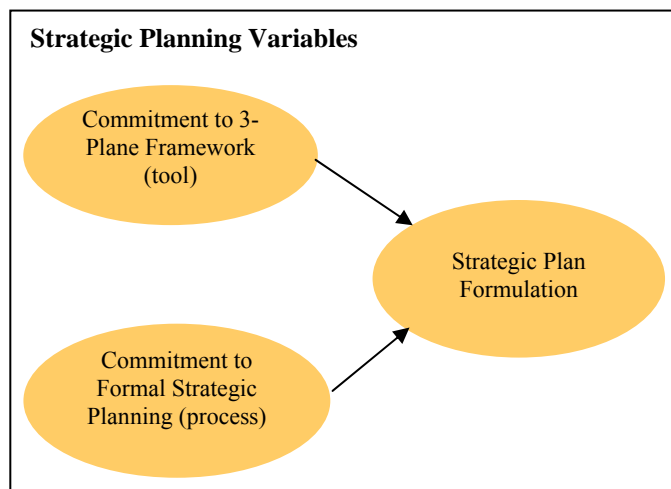 Strategic Planning Variables
Commitment to 3-
Plane Framework
(tool)
Strategic Plan
Formulation
Commitment to
Formal Strategic
Planning (process)